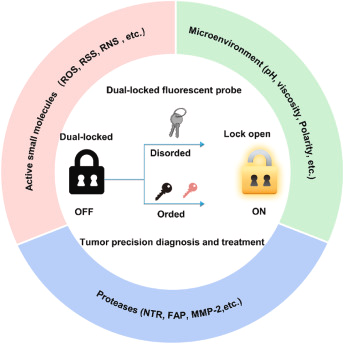 Active small molecules (ROS, RSS, RNS , etc.)
Microenvironment (pH, viscosity, Polarity, etc.)
Dual-locked fluorescent probe
Dual-locked
Lock open
Disorded
Orded
OFF
ON
Tumor precision diagnosis and treatment
Proteases (NTR, FAP, MMP-2,etc.)